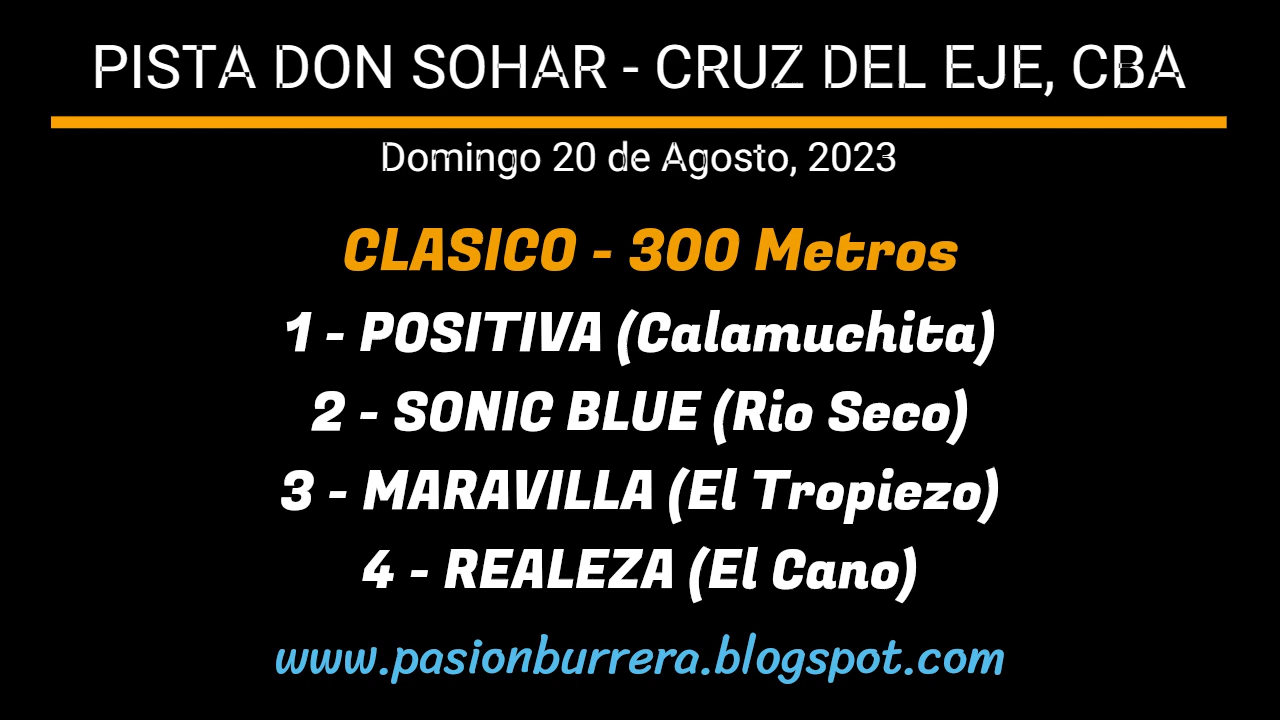 PISTA DON SOHAR - CRUZ DEL EJE, CBA
Domingo 20 de Agosto, 2023
CLASICO - 300 Metros
1 - POSITIVA (Calamuchita)
2 - SONIC BLUE (Rio Seco)
3 - MARAVILLA (El Tropiezo)
4 - REALEZA (El Cano)
www.pasionburrera.blogspot.com